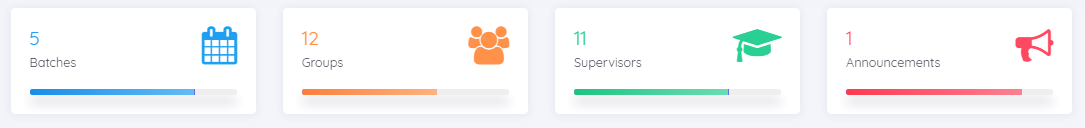 5
Batches
12
Groups
11
Supervisors
1
Announcements